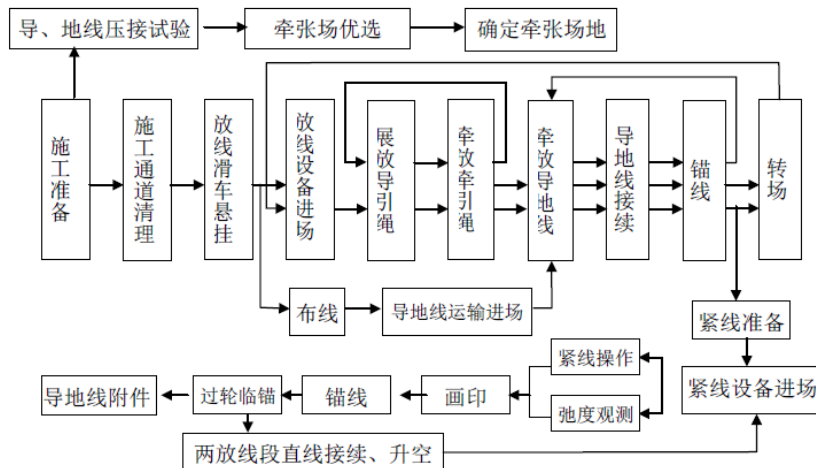 导、地线压接试验
牵张场优选
确定牵张场地
施工准备
施工通道清理
放线滑车悬挂
放线设备进场
展放导引绳
牵放牵引绳
牵放导地线
导地线接续
锚线
转场
布线
导地线运输进场
紧线准备
紧线操作
导地线附件
过轮临锚
锚线
画印
紧线设备进场
弛度观测
两放线段直线接续、升空